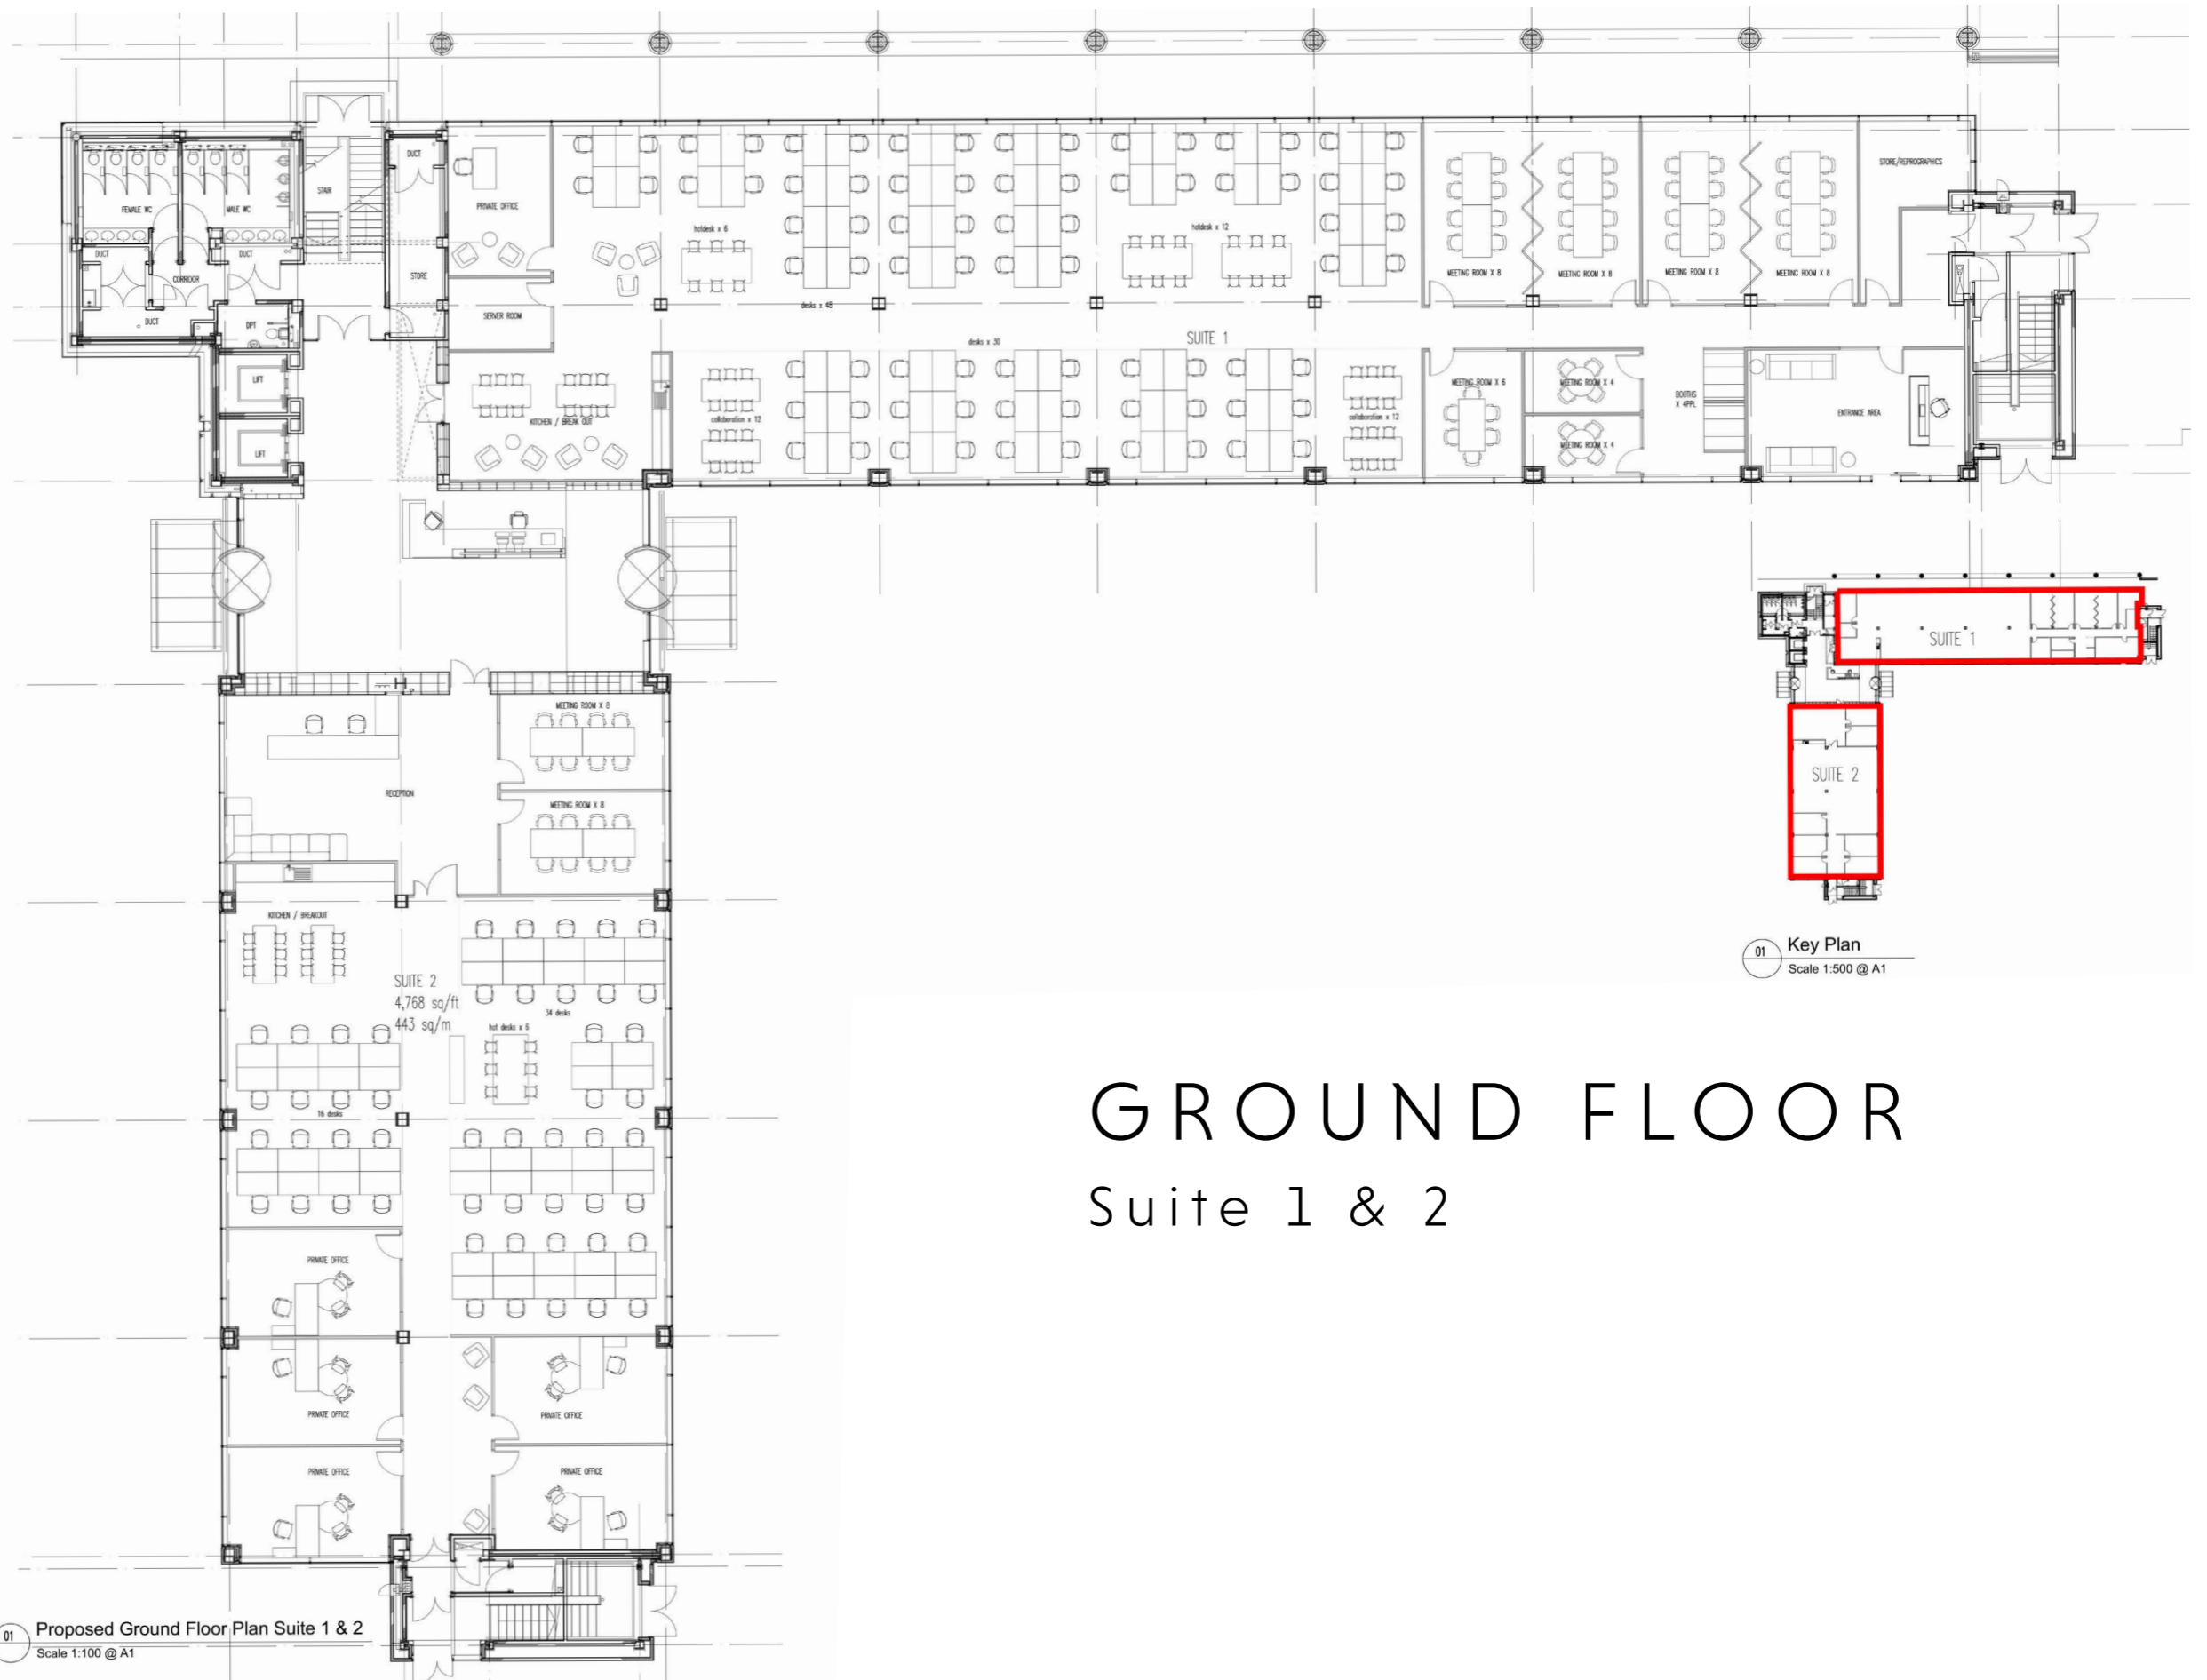 DUCT
STORE/REPROGRAPHICS
STAIR
FEMALE WC
MALE WC
PRIVATE OFFICE
hotdesk x 6
hotdesk x 12
DUCT
DUCT
CORRIDOR
STORE
MEETING ROOM X 8
MEETING ROOM X 8
MEETING ROOM X 8
MEETING ROOM X 8
desks x 48
DUCT
DPT
SERVER ROOM
SUITE 1
desks x 30
LIFT
MEETING ROOM X 6
MEETING ROOM X 4
BOOTHS
X 4PPL
ENTRANCE AREA
collaboration x 12
collaboration x 12
KITCHEN / BREAK OUT
MEETING ROOM X 4
LIFT
SUITE 1
MEETING ROOM X 8
SUITE 2
RECEPTION
MEETING ROOM X 8
KITCHEN / BREAKOUT
01
Key Plan
Scale 1:500 @ A1
SUITE 2
4,768 sq/ft
443 sq/m
34 desks
hot desks x 6
16 desks
GROUND FLOOR
Suite 1 & 2
PRIVATE OFFICE
PRIVATE OFFICE
PRIVATE OFFICE
PRIVATE OFFICE
PRIVATE OFFICE
01
Proposed Ground Floor Plan Suite 1 & 2
Scale 1:100 @ A1